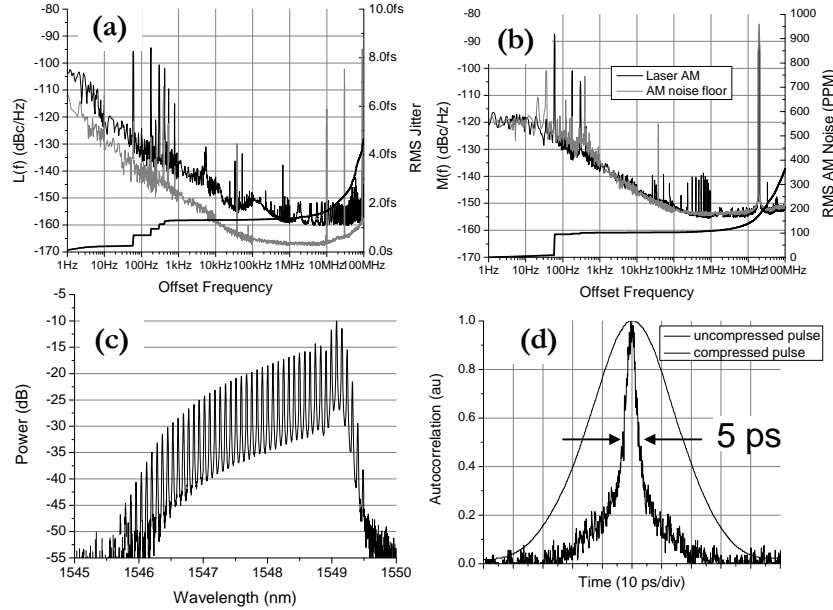 (a)
-80
-90
-100
-110
-120
-130
-140
-150
-160
-170
L(f) (dBc/Hz)
10.0fs
8.0fs
6.0fs
4.0fs
2.0fs
0.0s
RMS Jitter
1Hz 10Hz 100Hz 1kHz 10kHz 100kHz 1MHz 10MHz 100MHz
Offset Frequency
(b)
Laser AM
AM noise floor
-80
-90
-100
-110
-120
-130
-140
-150
-160
-170
M(f) (dBc/Hz)
1000
900
800
700
600
500
400
300
200
100
0
RMS AM Noise (PPM)
1Hz 10Hz 100Hz 1kHz 10kHz 100kHz 1MHz 10MHz 100MHz
Offset Frequency
(c)
-5
-10
-15
-20
-25
-30
-35
-40
-45
-50
-55
Power (dB)
1545 1546 1547 1548 1549 1550
Wavelength (nm)
(d)
uncompressed pulse
compressed pulse
1.0
0.8
0.6
0.4
0.2
0.0
Autocorrelation (au)
5 ps
Time (10 ps/div)